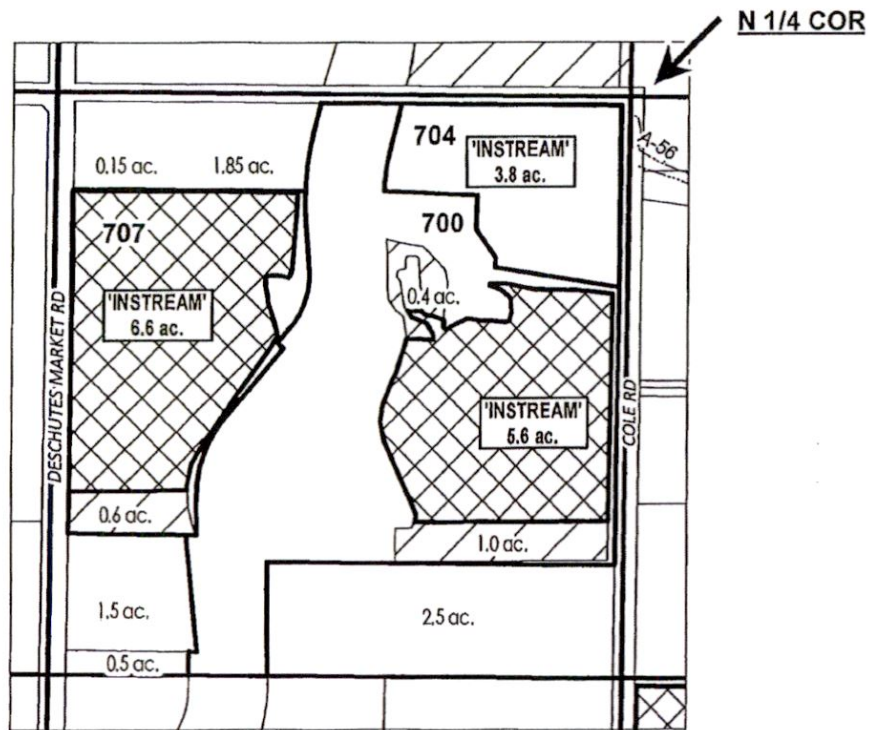 N 1/4 COR
704
'INSTREAM'
3.8 ac.
A-56
0.15 ac. 1.85 ac.
707
700
'INSTREAM'
6.6 ac.
0.4 ac.
DESCHUTES MARKET RD
'INSTREAM'
5.6 ac.
COLE RD
0.6 ac.
1.0 ac.
1.5 ac.
2.5 ac.
0.5 ac.